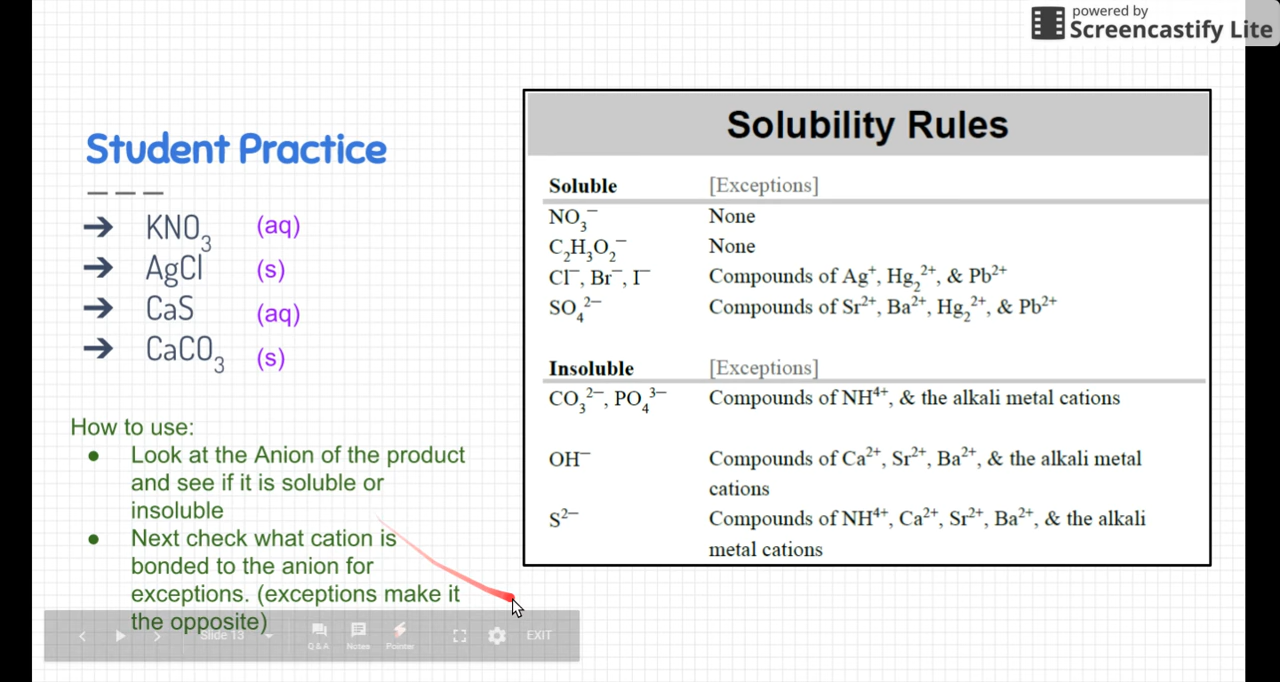 powered by
Screencastify Lite
Student Practice
➔ KNO₃ (aq)
➔ AgCl (s)
➔ CaS (aq)
➔ CaCO₃ (s)
How to use:
● Look at the Anion of the product
and see if it is soluble or
insoluble
● Next check what cation is
bonded to the anion for
exceptions. (exceptions make it
the opposite)
Solubility Rules
Soluble [Exceptions]
NO₃⁻ None
C₂H₃O₂⁻ None
Cl⁻, Br⁻, I⁻ Compounds of Ag⁺, Hg₂²⁺, & Pb²⁺
SO₄²⁻ Compounds of Sr²⁺, Ba²⁺, Hg₂²⁺, & Pb²⁺
Insoluble [Exceptions]
CO₃²⁻, PO₄³⁻ Compounds of NH⁴⁺, & the alkali metal cations
OH⁻ Compounds of Ca²⁺, Sr²⁺, Ba²⁺, & the alkali metal
cations
S²⁻ Compounds of NH⁴⁺, Ca²⁺, Sr²⁺, Ba²⁺, & the alkali
metal cations
Slide 13
Q & A Notes Pointer EXIT